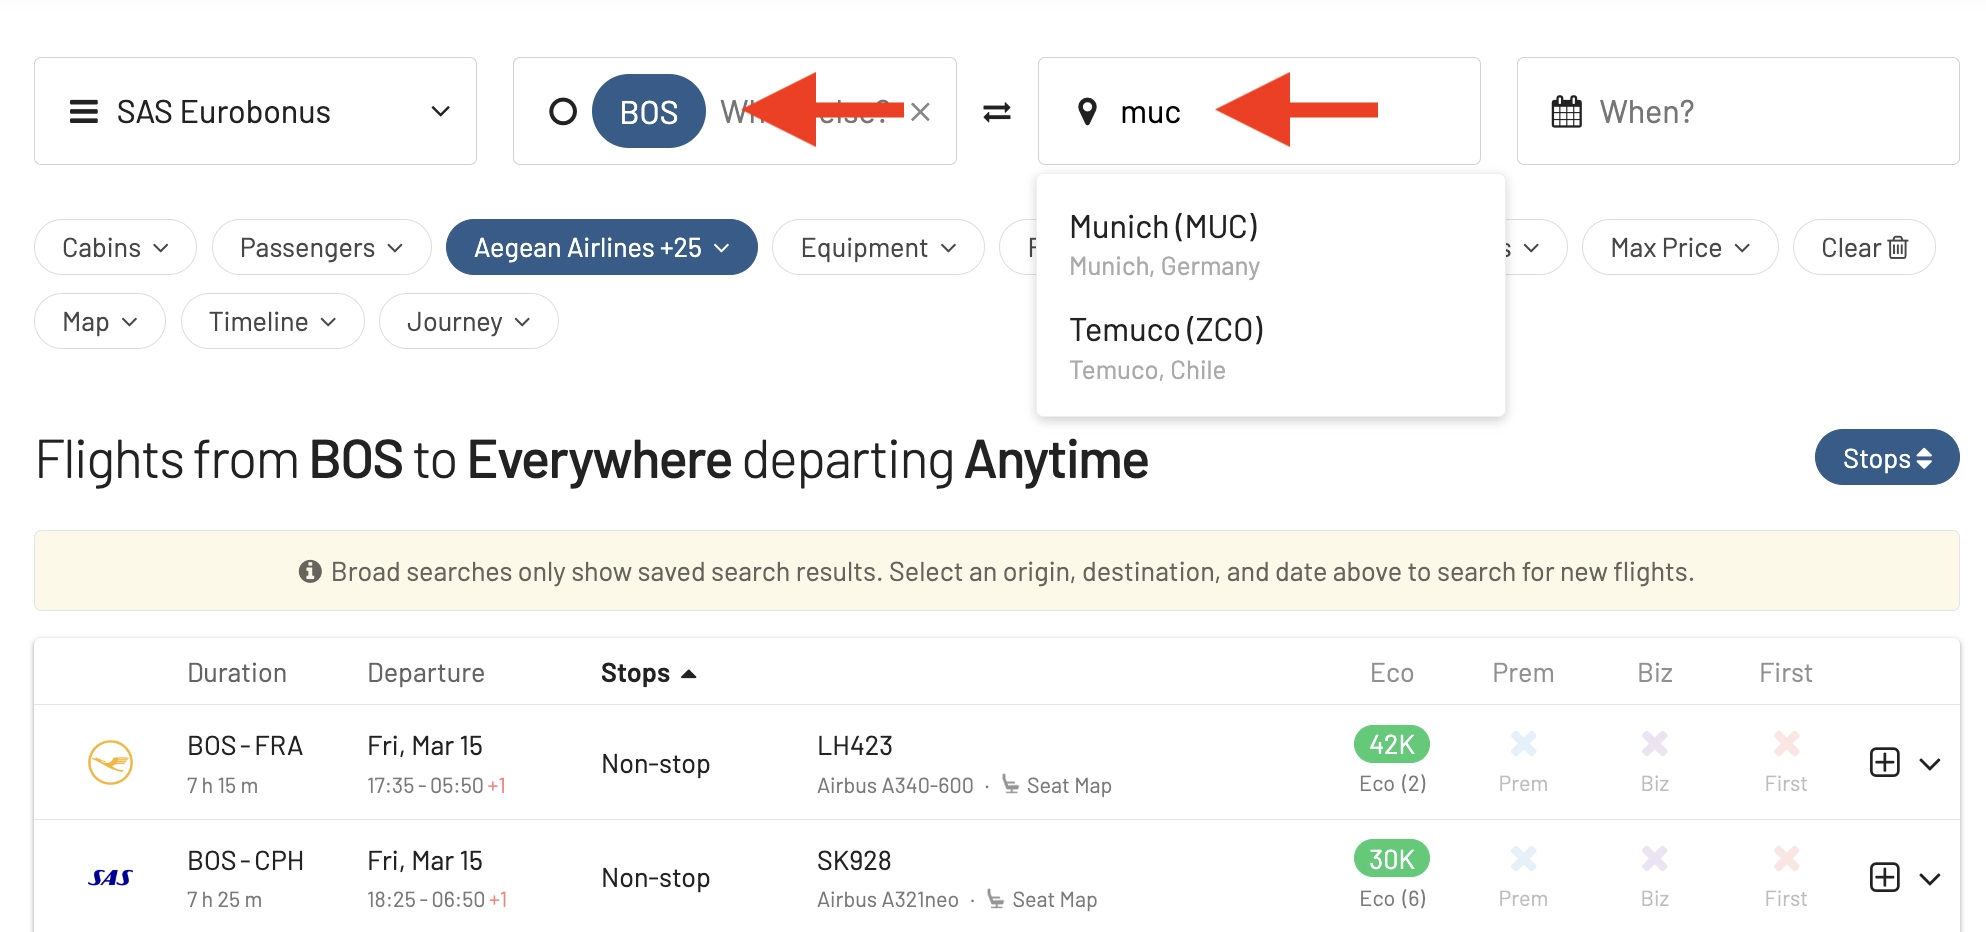 SAS Eurobonus
BOS
muc
When?
Cabins
Passengers
Aegean Airlines +25
Equipment
Max Price
Clear
Map
Timeline
Journey
Munich (MUC)
Munich, Germany
Temuco (ZCO)
Temuco, Chile
Flights from BOS to Everywhere departing Anytime
Stops
Broad searches only show saved search results. Select an origin, destination, and date above to search for new flights.
Duration Departure Stops Eco Prem Biz First
BOS - FRA Fri, Mar 15 Non-stop LH423 42K
7 h 15 m 17:35 - 05:50 +1 Airbus A340-600 · Seat Map Eco (2) Prem Biz First
SAS BOS - CPH Fri, Mar 15 Non-stop SK928 30K
7 h 25 m 18:25 - 06:50 +1 Airbus A321neo · Seat Map Eco (6) Prem Biz First